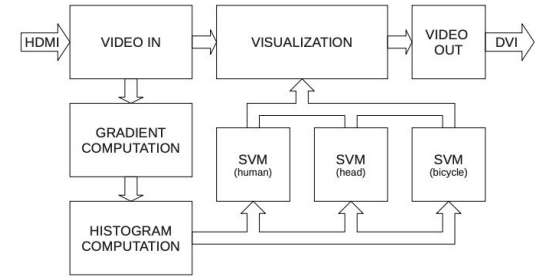 HDMI
VIDEO IN
VISUALIZATION
VIDEO
OUT
DVI
GRADIENT
COMPUTATION
SVM
(human)
SVM
(head)
SVM
(bicycle)
HISTOGRAM
COMPUTATION